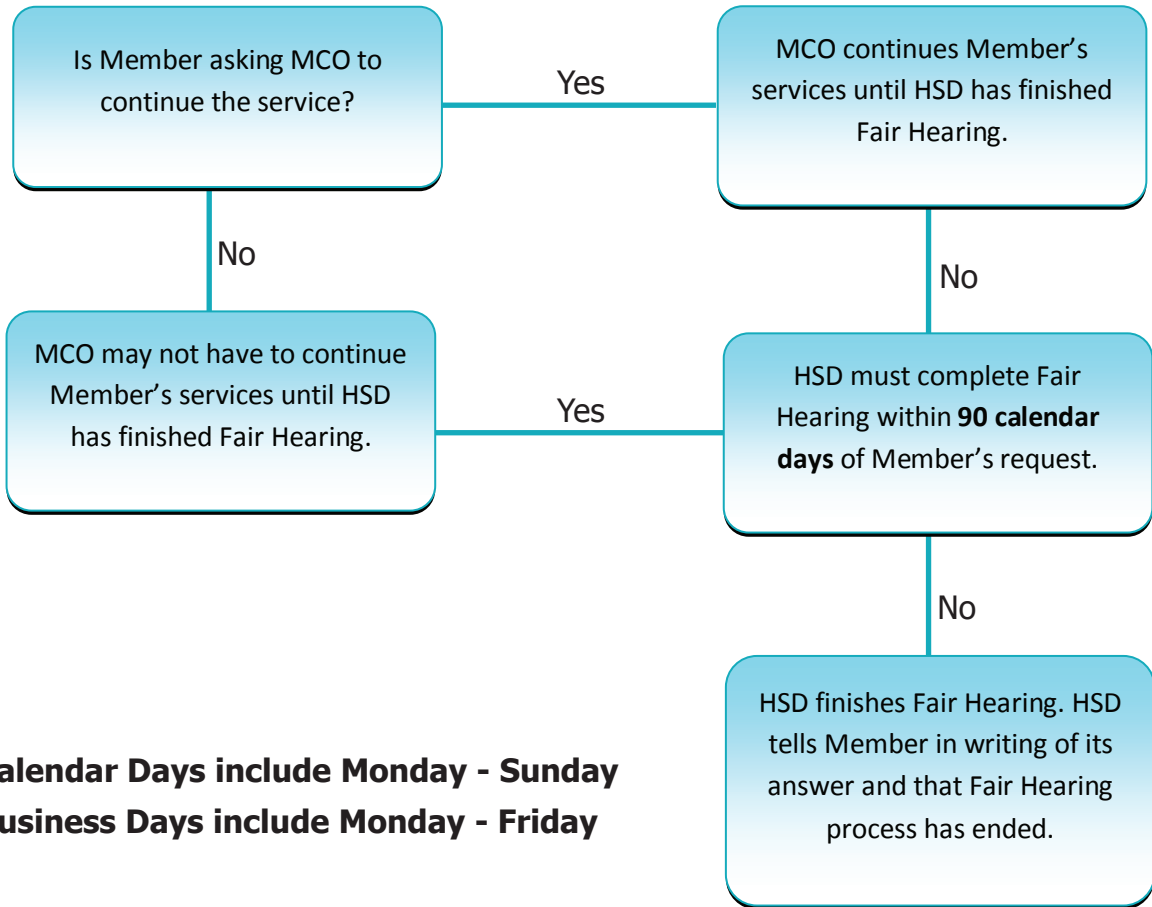 Is Member asking MCO to
continue the service?
Yes
MCO continues Member’s
services until HSD has finished
Fair Hearing.
No
No
MCO may not have to continue
Member’s services until HSD
has finished Fair Hearing.
Yes
HSD must complete Fair
Hearing within 90 calendar
days of Member’s request.
No
HSD finishes Fair Hearing. HSD
tells Member in writing of its
answer and that Fair Hearing
process has ended.
alendar Days include Monday - Sunday
usiness Days include Monday - Friday